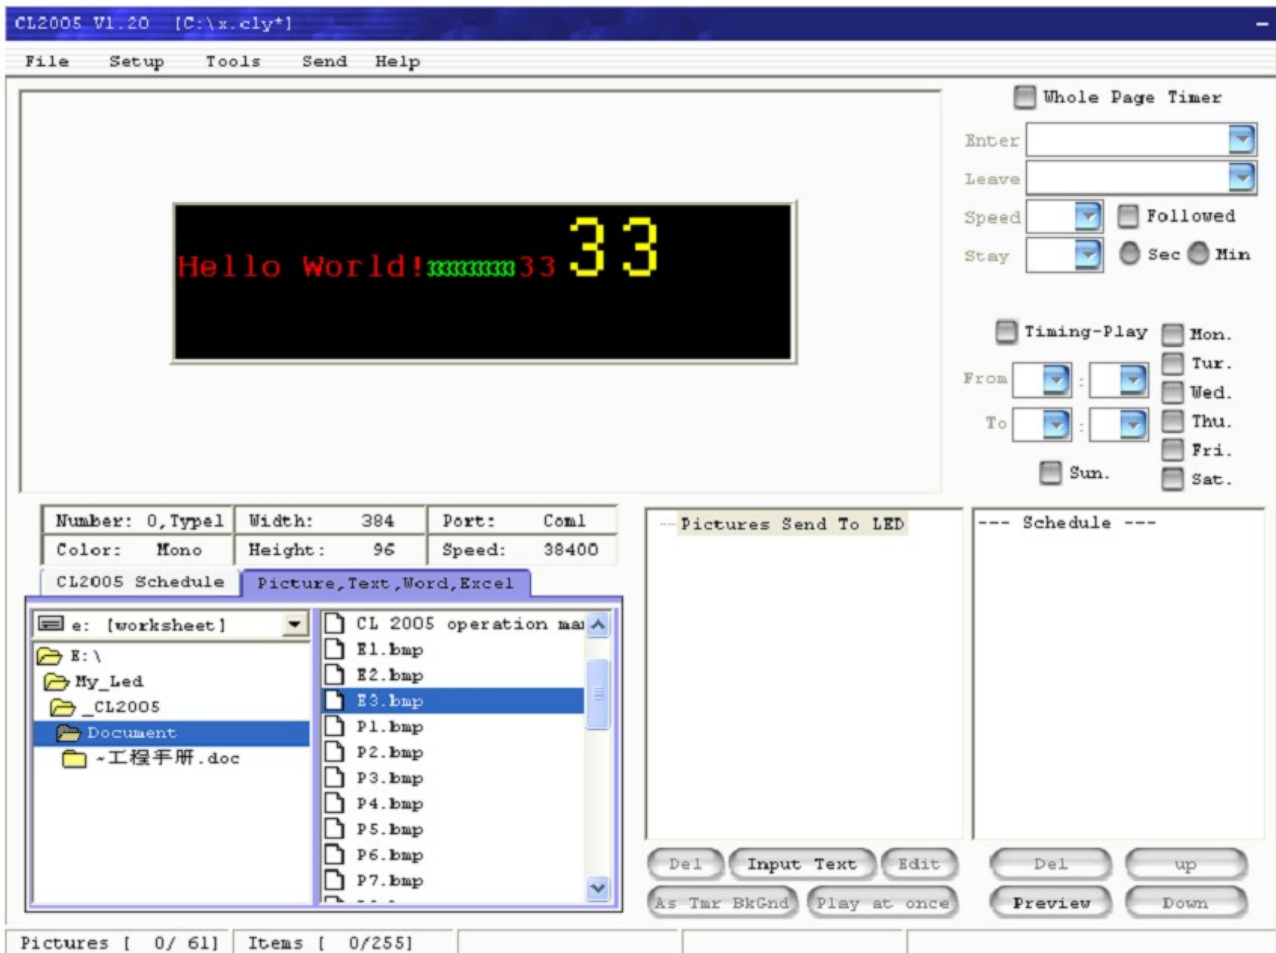 CL2005 V1.20 [C:\x.cly*]
File Setup Tools Send Help
Whole Page Timer
Enter
Leave
Speed Followed
Stay Sec Min
Hello World! 33 33
Timing-Play Mon.
Tur.
From : Wed.
To : Thu.
Fri.
Sun. Sat.
Number: 0,Type1 Width: 384 Port: Com1
Color: Mono Height: 96 Speed: 38400
CL2005 Schedule Picture,Text,Word,Excel
e: [worksheet]
E:\
My_Led
_CL2005
Document
~工程手册.doc
CL 2005 operation
E1.bmp
E2.bmp
E3.bmp
P1.bmp
P2.bmp
P3.bmp
P4.bmp
P5.bmp
P6.bmp
P7.bmp
Pictures Send To LED
--- Schedule ---
Del Input Text Edit
As Tmr BkGnd Play at once
Del up
Preview Down
Pictures [ 0/ 61] Items [ 0/255]